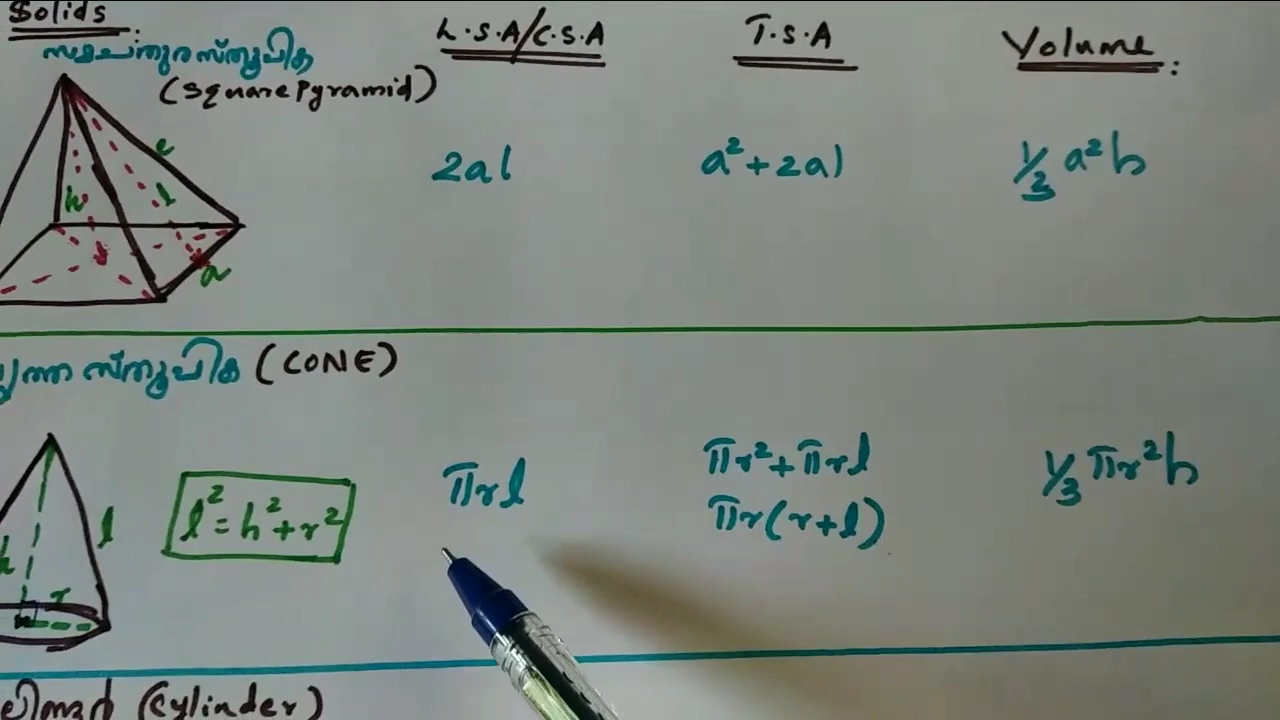 Solids L.S.A/C.S.A T.S.A Volume:
സമചതുരസ്തൂപിക
(Square Pyramid)
e
h l
a
2al a²+2al 1/3 a²h
(CONE)
l
h
r
l²=h²+r²
πrl πr²+πrl 1/3 πr²h
πr(r+l)
(Cylinder)